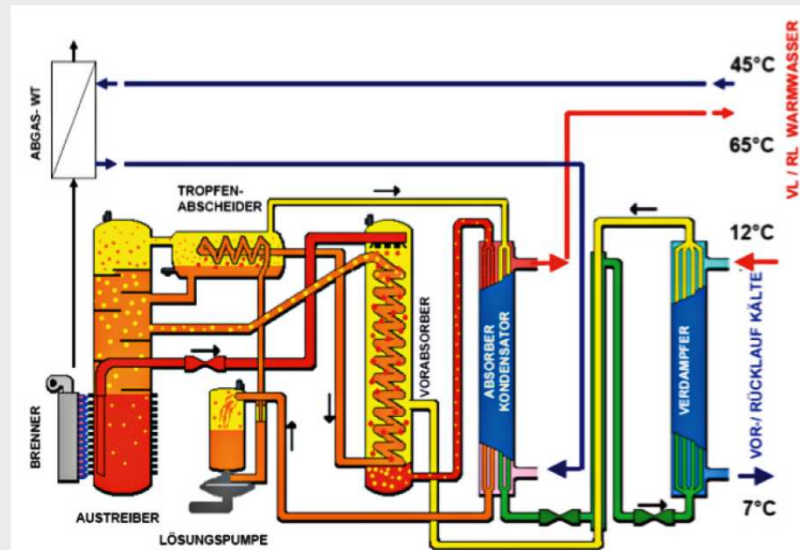 45°C
65°C
VL / RL WARMWASSER
ABGAS- WT
TROPFEN-
ABSCHEIDER
12°C
VOR-/ RÜCKLAUF KÄLTE
7°C
VORABSORBER
ABSORBER
KONDENSATOR
VERDAMPFER
BRENNER
AUSTREIBER
LÖSUNGSPUMPE